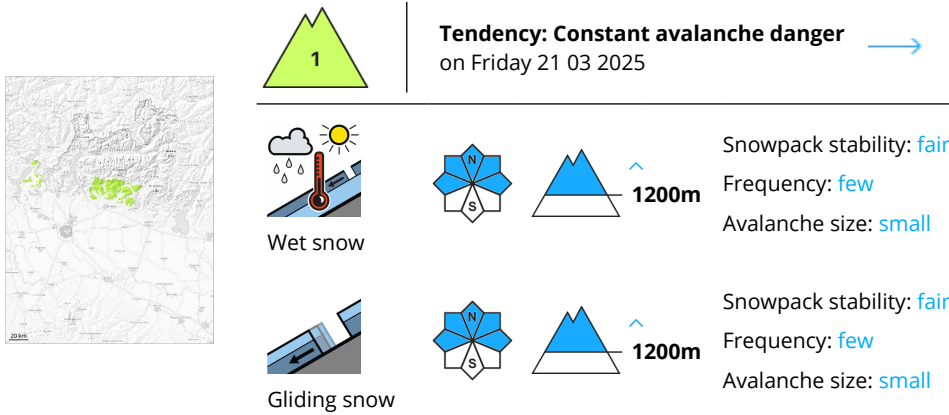 1
Tendency: Constant avalanche danger
on Friday 21 03 2025
20 km
N
S
1200m
Snowpack stability: fair
Frequency: few
Avalanche size: small
Wet snow
N
S
1200m
Snowpack stability: fair
Frequency: few
Avalanche size: small
Gliding snow